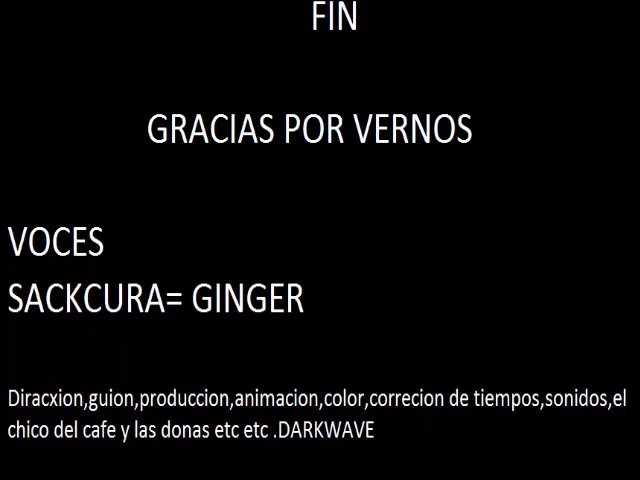 FIN
GRACIAS POR VERNOS
VOCES
SACKCURA= GINGER
Diracxion,guion,produccion,animacion,color,correcion de tiempos,sonidos,el
chico del cafe y las donas etc etc .DARKWAVE